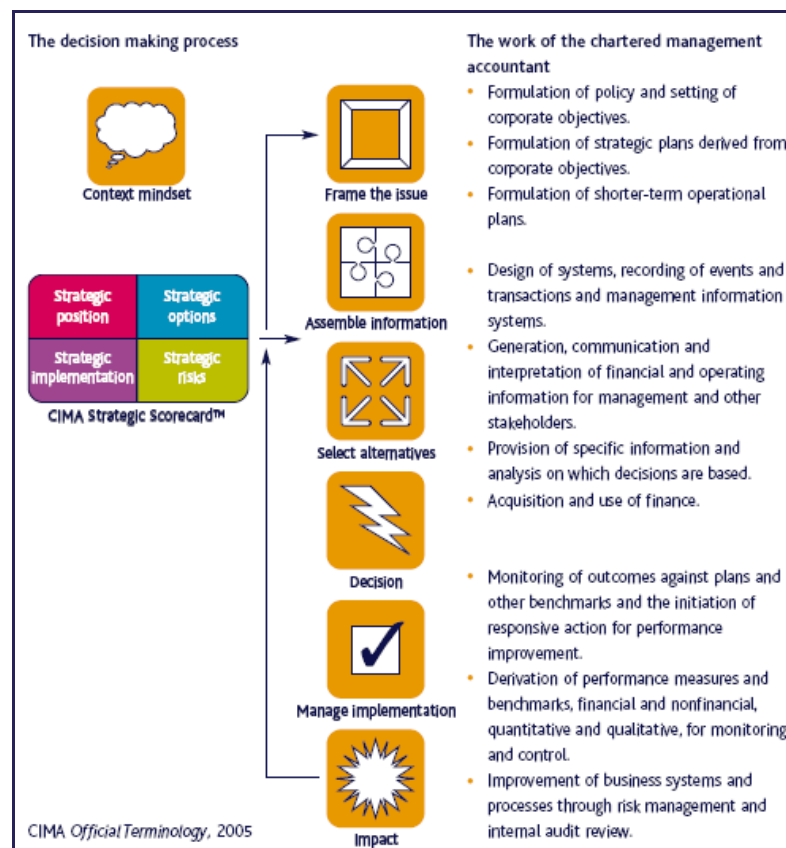 The decision making process
Context mindset
Strategic
position
Strategic
options
Strategic
implementation
Strategic
risks
CIMA Strategic Scorecard™
Frame the issue
Assemble information
Select alternatives
Decision
Manage implementation
Impact
The work of the chartered management
accountant
• Formulation of policy and setting of
corporate objectives.
• Formulation of strategic plans derived from
corporate objectives.
• Formulation of shorter-term operational
plans.
• Design of systems, recording of events and
transactions and management information
systems.
• Generation, communication and
interpretation of financial and operating
information for management and other
stakeholders.
• Provision of specific information and
analysis on which decisions are based.
• Acquisition and use of finance.
• Monitoring of outcomes against plans and
other benchmarks and the initiation of
responsive action for performance
improvement.
• Derivation of performance measures and
benchmarks, financial and nonfinancial,
quantitative and qualitative, for monitoring
and control.
• Improvement of business systems and
processes through risk management and
internal audit review.
CIMA Official Terminology, 2005